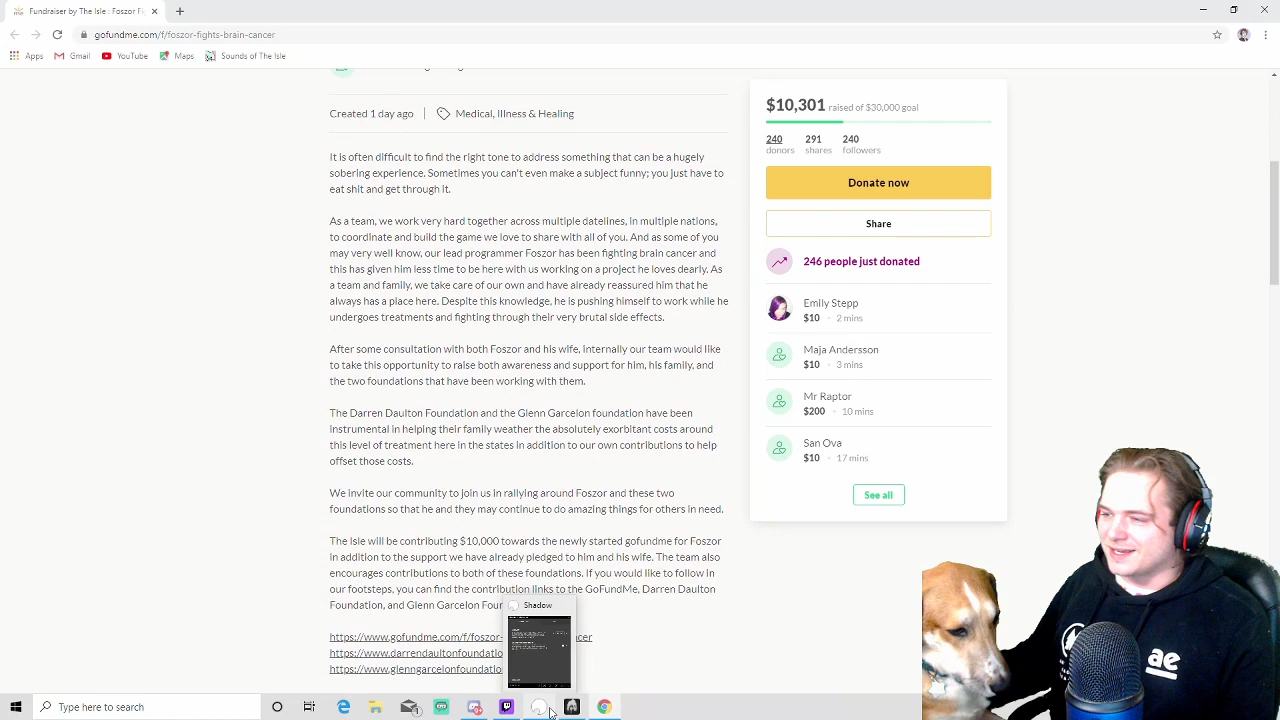 Fundraiser by The Isle : Foszor Fig
gofundme.com/f/foszor-fights-brain-cancer
Apps
Gmail
YouTube
Maps
Sounds of The Isle
Created 1 day ago
Medical, Illness & Healing
It is often difficult to find the right tone to address something that can be a hugely
sobering experience. Sometimes you can't even make a subject funny; you just have to
eat shit and get through it.
As a team, we work very hard together across multiple datelines, in multiple nations,
to coordinate and build the game we love to share with all of you. And as some of you
may very well know, our lead programmer Foszor has been fighting brain cancer and
this has given him less time to be here with us working on a project he loves dearly. As
a team and family, we take care of our own and have already reassured him that he
always has a place here. Despite this knowledge, he is pushing himself to work while he
undergoes treatments and fighting through their very brutal side effects.
After some consultation with both Foszor and his wife, internally our team would like
to take this opportunity to raise both awareness and support for him, his family, and
the two foundations that have been working with them.
The Darren Daulton Foundation and the Glenn Garcelon foundation have been
instrumental in helping their family weather the absolutely exorbitant costs around
this level of treatment here in the states in addition to our own contributions to help
offset those costs.
We invite our community to join us in rallying around Foszor and these two
foundations so that he and they may continue to do amazing things for others in need.
The Isle will be contributing $10,000 towards the newly started gofundme for Foszor
in addition to the support we have already pledged to him and his wife. The team also
encourages contributions to both of these foundations. If you would like to follow in
our footsteps, you can find the contribution links to the GoFundMe, Darren Daulton
Foundation, and Glenn Garcelon Foun
https://www.gofundme.com/f/foszor- cer
https://www.darrendaultonfoundatio
https://www.glenngarcelonfoundatio
$10,301 raised of $30,000 goal
240 291 240
donors shares followers
Donate now
Share
246 people just donated
Emily Stepp
$10 • 2 mins
Maja Andersson
$10 • 3 mins
Mr Raptor
$200 • 10 mins
San Ova
$10 • 17 mins
See all
Shadow
ae
Type here to search